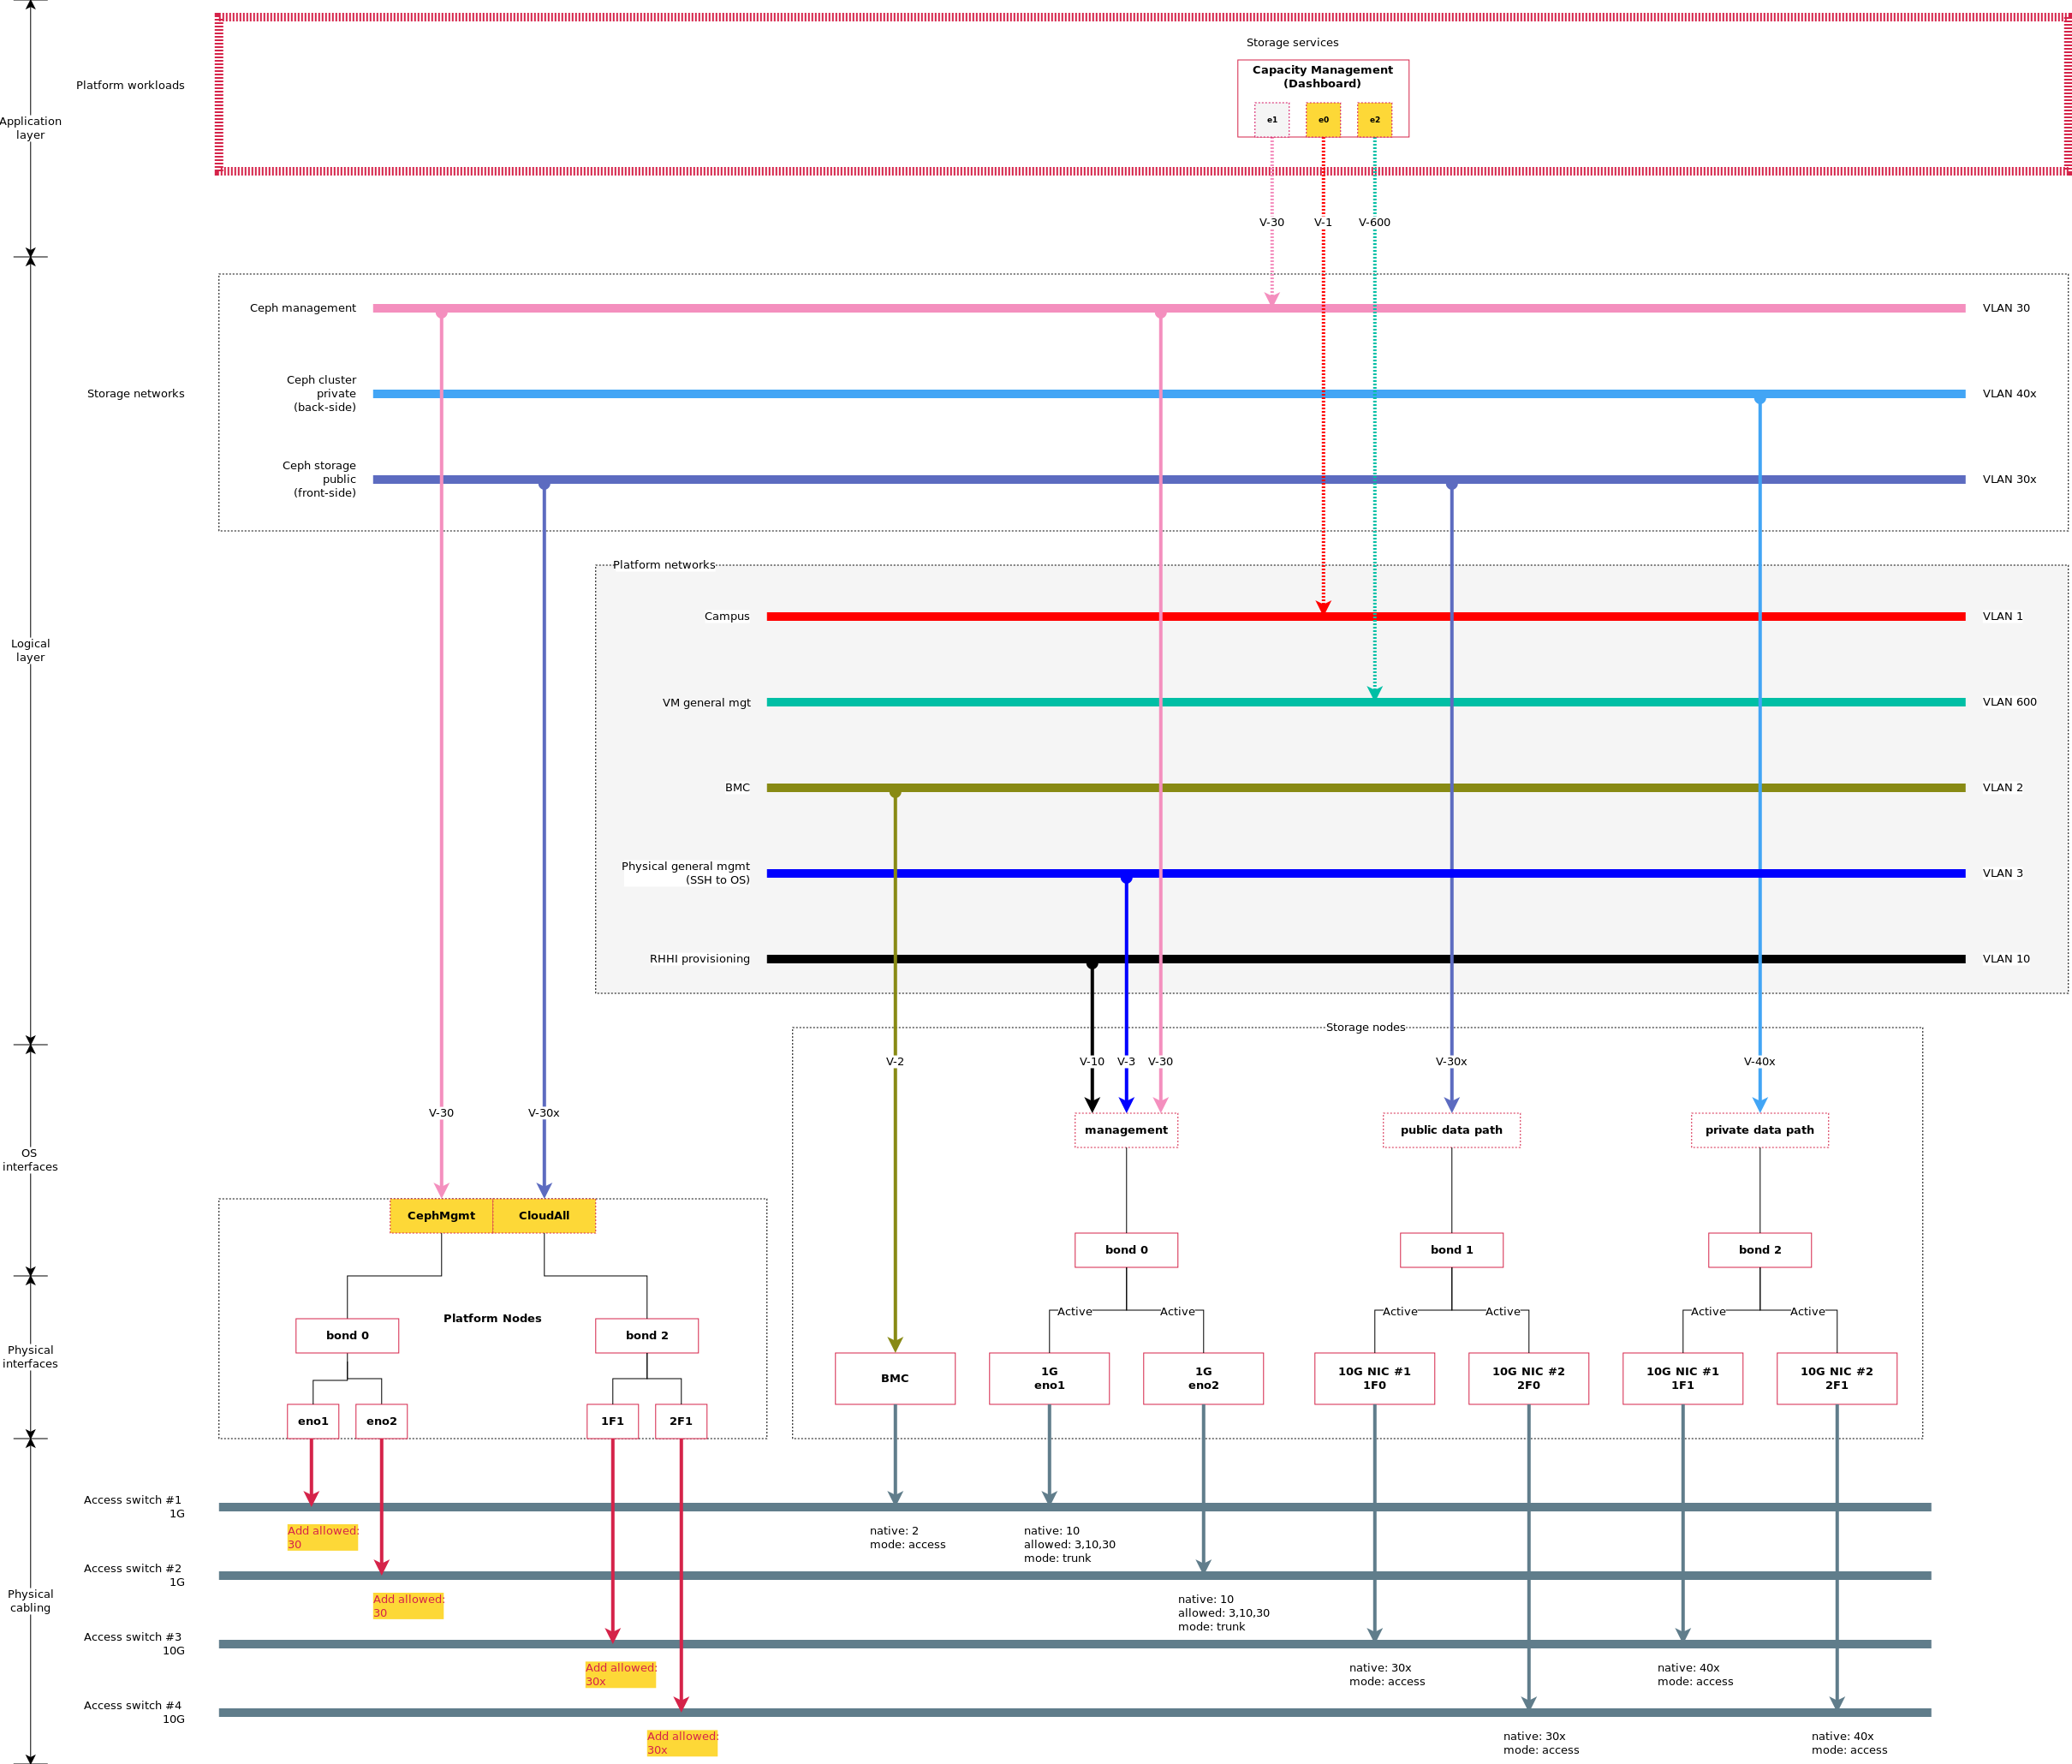 Storage services
Capacity Management
(Dashboard)
Platform workloads
e1
e0
e2
Application
layer
V-30
V-1
V-600
Ceph management
VLAN 30
Ceph cluster
private
(back-side)
Storage networks
VLAN 40x
Ceph storage
public
(front-side)
VLAN 30x
Platform networks
Campus
VLAN 1
Logical
layer
VM general mgt
VLAN 600
BMC
VLAN 2
Physical general mgmt
(SSH to OS)
VLAN 3
RHHI provisioning
VLAN 10
Storage nodes
V-2
V-10
V-3
V-30
V-30x
V-40x
V-30
V-30x
management
public data path
private data path
OS
interfaces
CephMgmt
CloudAll
bond 0
bond 1
bond 2
Platform Nodes
Active
Active
Active
Active
Active
Active
bond 0
bond 2
Physical
interfaces
BMC
1G
eno1
1G
eno2
10G NIC #1
1F0
10G NIC #2
2F0
10G NIC #1
1F1
10G NIC #2
2F1
eno1
eno2
1F1
2F1
Access switch #1
1G
Add allowed:
30
native: 2
mode: access
native: 10
allowed: 3,10,30
mode: trunk
Access switch #2
1G
Physical
cabling
Add allowed:
30
native: 10
allowed: 3,10,30
mode: trunk
Access switch #3
10G
Add allowed:
30x
native: 30x
mode: access
native: 40x
mode: access
Access switch #4
10G
Add allowed:
30x
native: 30x
mode: access
native: 40x
mode: access